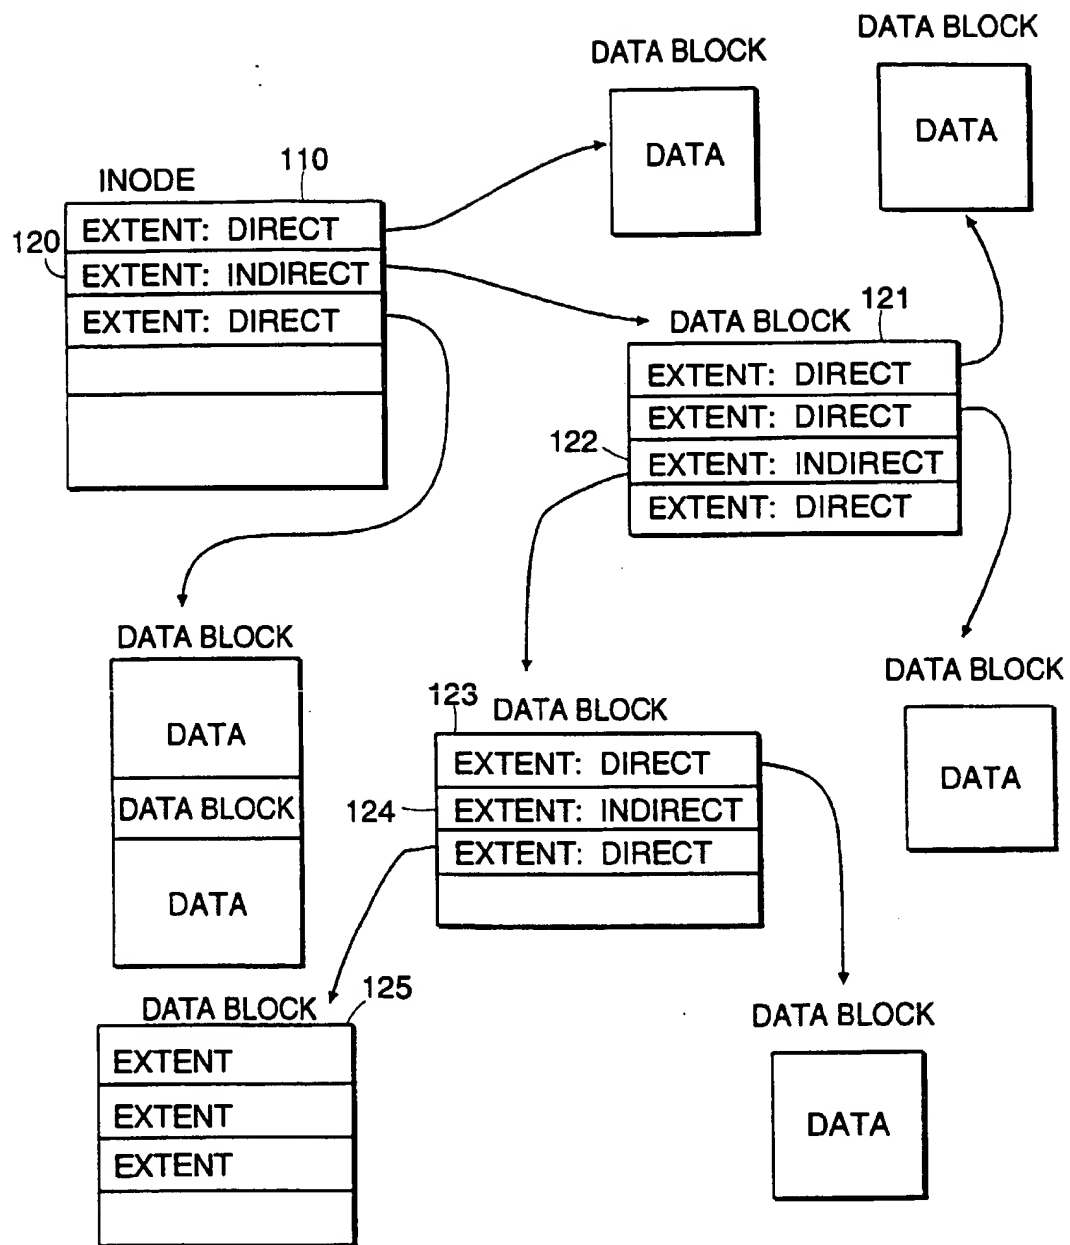 DATA BLOCK
DATA
DATA BLOCK
DATA
INODE
110
EXTENT: DIRECT
120
EXTENT: INDIRECT
EXTENT: DIRECT
DATA BLOCK
121
EXTENT: DIRECT
EXTENT: DIRECT
122
EXTENT: INDIRECT
EXTENT: DIRECT
DATA BLOCK
DATA
DATA BLOCK
DATA
DATA BLOCK
DATA
123
DATA BLOCK
EXTENT: DIRECT
124
EXTENT: INDIRECT
EXTENT: DIRECT
DATA BLOCK
125
EXTENT
EXTENT
EXTENT
DATA BLOCK
DATA